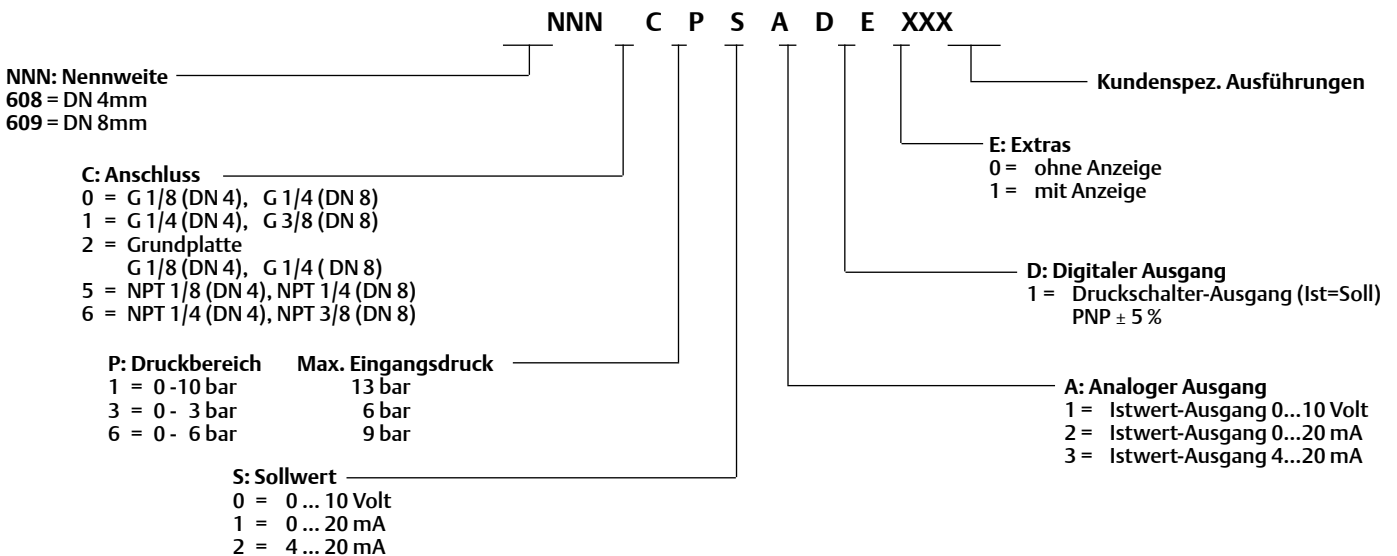 NNN C P S A D E XXX
NNN: Nennweite
608 = DN 4mm
609 = DN 8mm
Kundenspez. Ausführungen
E: Extras
0 = ohne Anzeige
1 = mit Anzeige
C: Anschluss
0 = G 1/8 (DN 4), G 1/4 (DN 8)
1 = G 1/4 (DN 4), G 3/8 (DN 8)
2 = Grundplatte
G 1/8 (DN 4), G 1/4 ( DN 8)
5 = NPT 1/8 (DN 4), NPT 1/4 (DN 8)
6 = NPT 1/4 (DN 4), NPT 3/8 (DN 8)
D: Digitaler Ausgang
1 = Druckschalter-Ausgang (Ist=Soll)
PNP ± 5 %
P: Druckbereich Max. Eingangsdruck
1 = 0 -10 bar 13 bar
3 = 0 - 3 bar 6 bar
6 = 0 - 6 bar 9 bar
A: Analoger Ausgang
1 = Istwert-Ausgang 0...10 Volt
2 = Istwert-Ausgang 0...20 mA
3 = Istwert-Ausgang 4...20 mA
S: Sollwert
0 = 0 ... 10 Volt
1 = 0 ... 20 mA
2 = 4 ... 20 mA